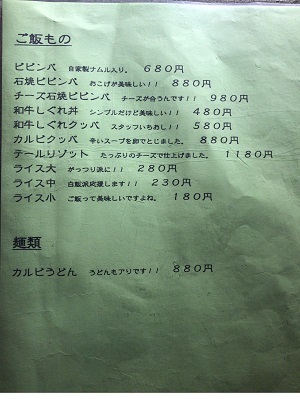 ご飯もの
ビビンバ 自家製ナムル入り。 680円
石焼ビビンバ おこげが美味しい!! 880円
チーズ石焼ビビンバ チーズが合うんです!! 980円
和牛しぐれ丼 シンプルだけど美味しい!! 480円
和牛しぐれクッパ スタッフいちおし!! 580円
カルビクッパ 辛いスープを卵でとじました。 880円
テールリゾット たっぷりのチーズで仕上げました。 1180円
ライス大 がっつり派に!! 280円
ライス中 白飯派応援します!! 230円
ライス小 ご飯って美味しいですよね。 180円
麺類
カルビうどん うどんもアリです!! 880円